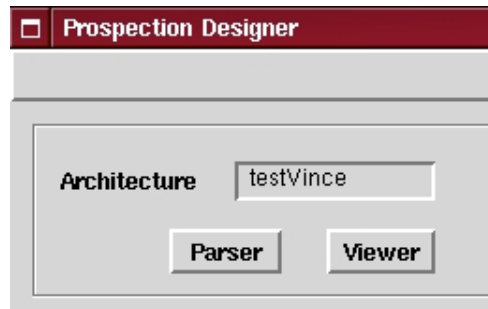 Prospection Designer
Architecture testVince
Parser Viewer